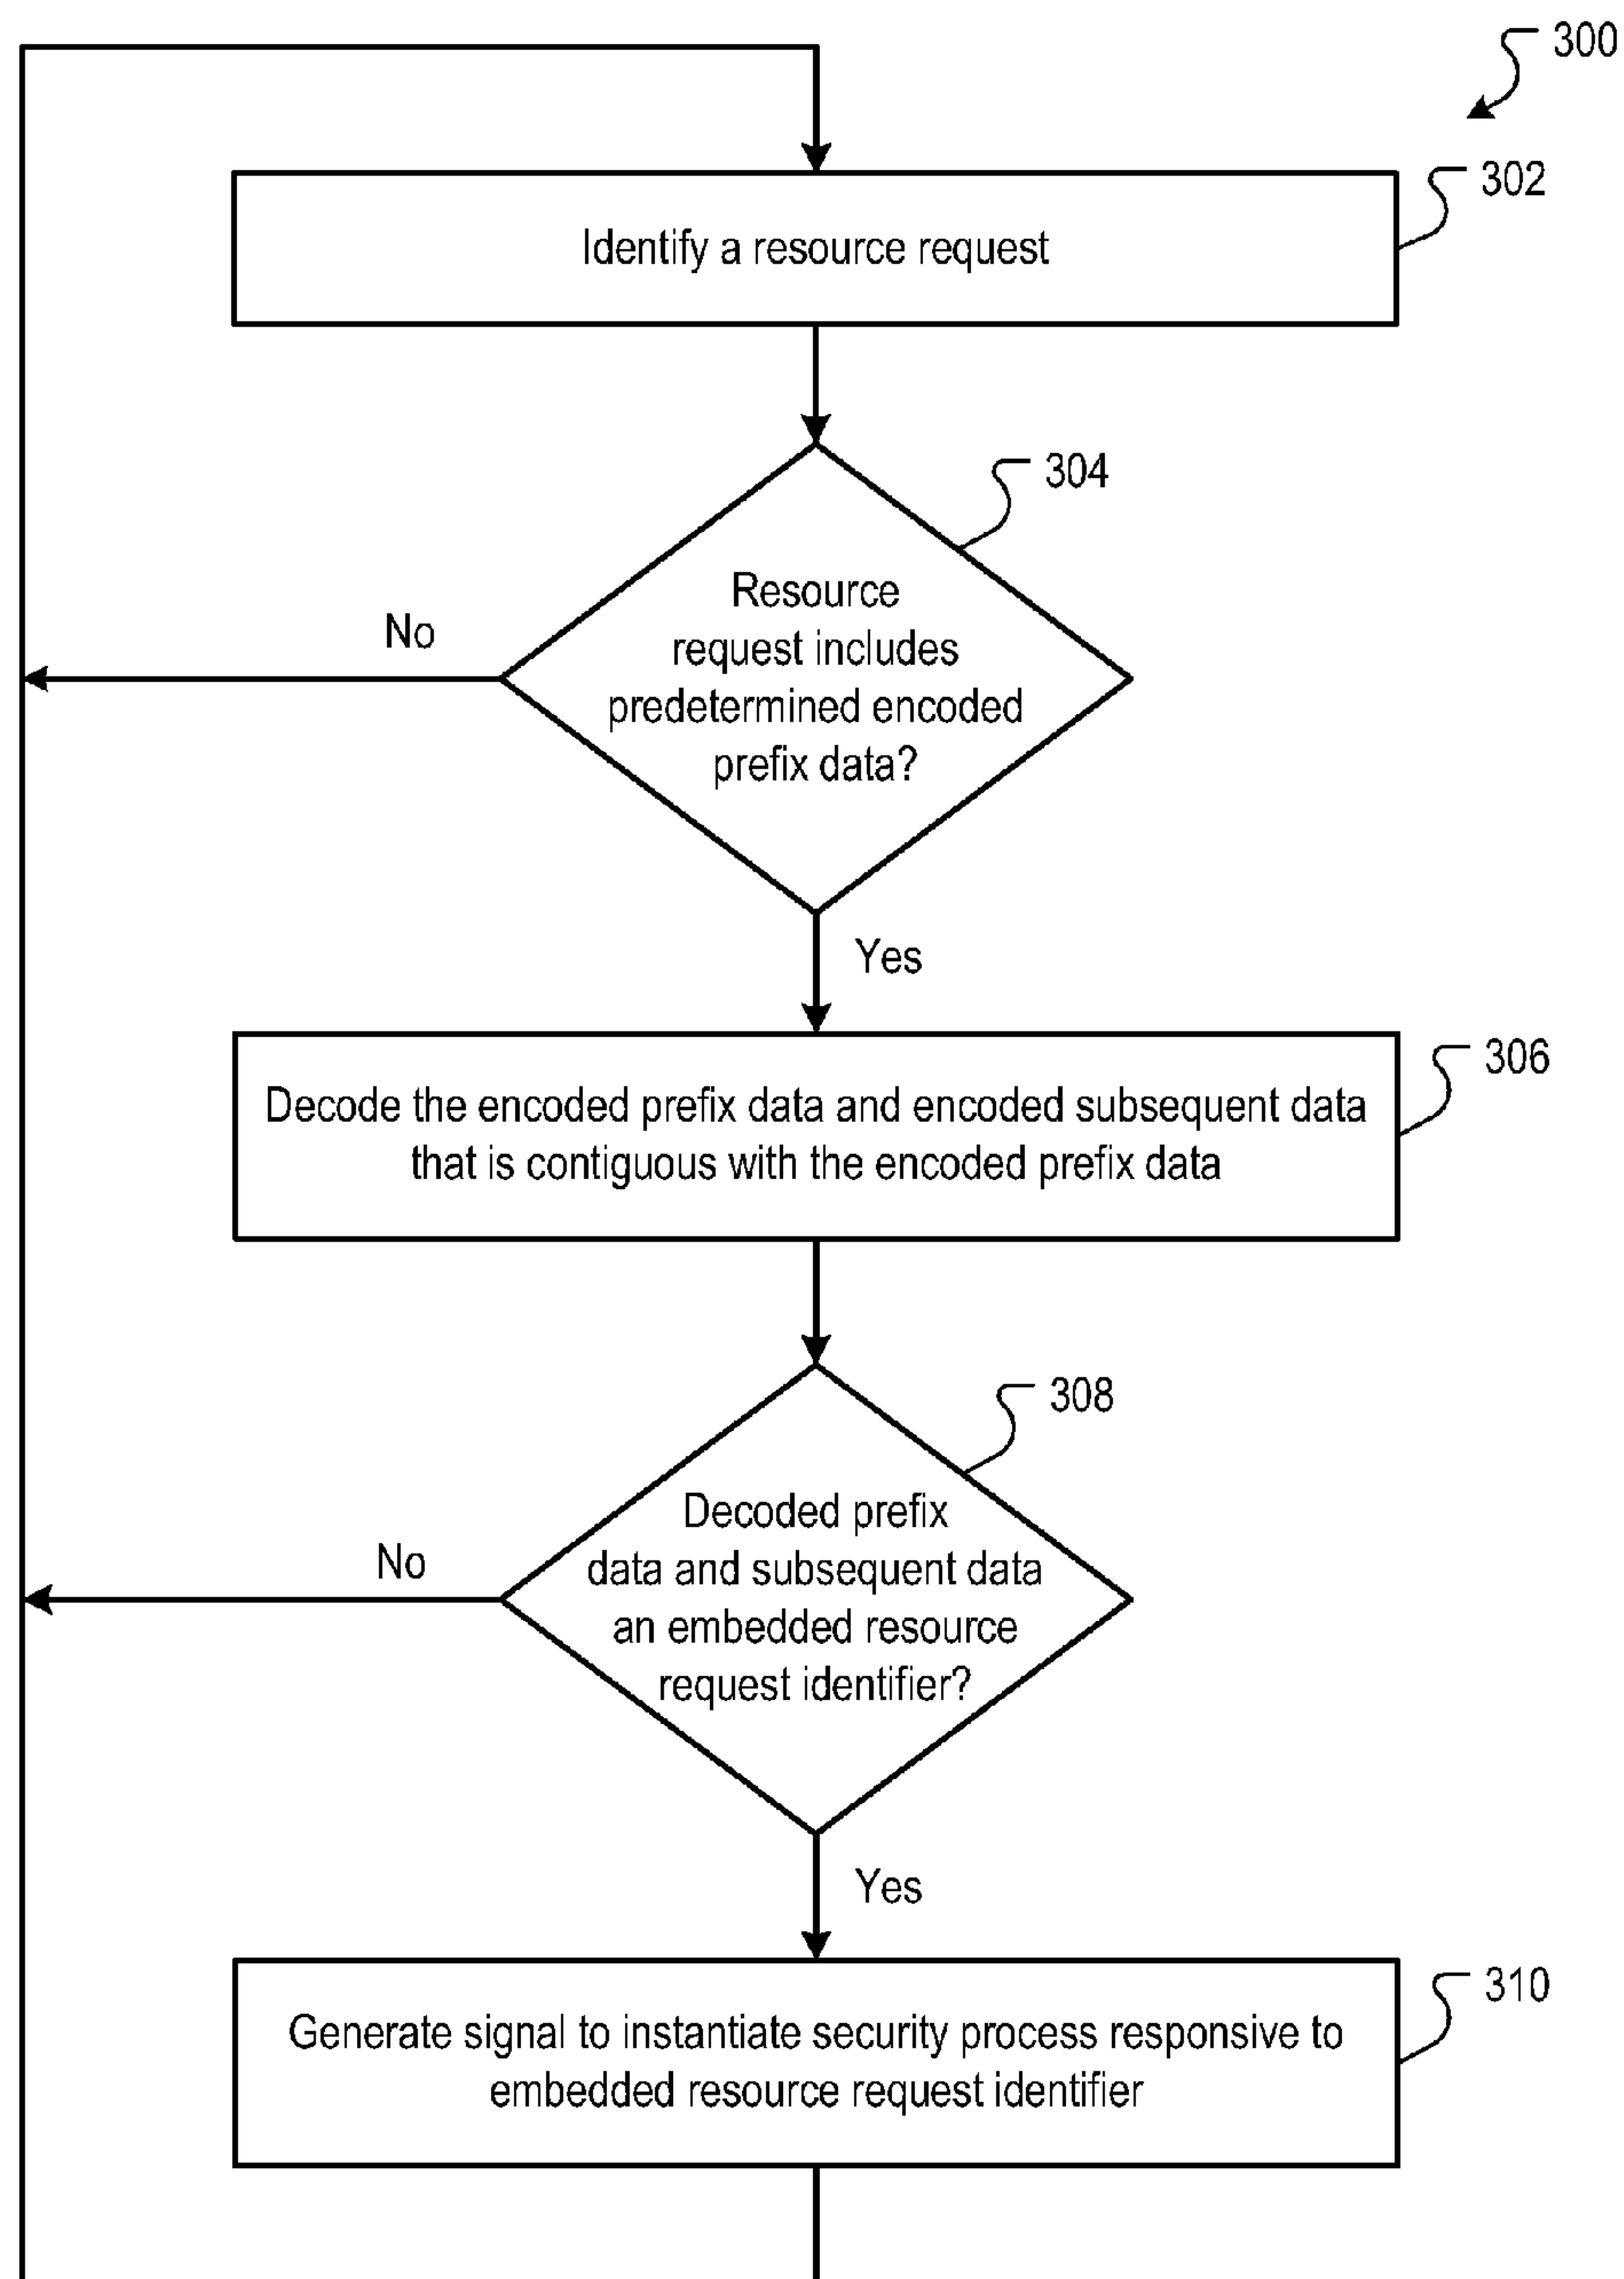 300
302
Identify a resource request
304
Resource
request includes
predetermined encoded
prefix data?
No
Yes
306
Decode the encoded prefix data and encoded subsequent data
that is contiguous with the encoded prefix data
308
Decoded prefix
data and subsequent data
an embedded resource
request identifier?
No
Yes
310
Generate signal to instantiate security process responsive to
embedded resource request identifier